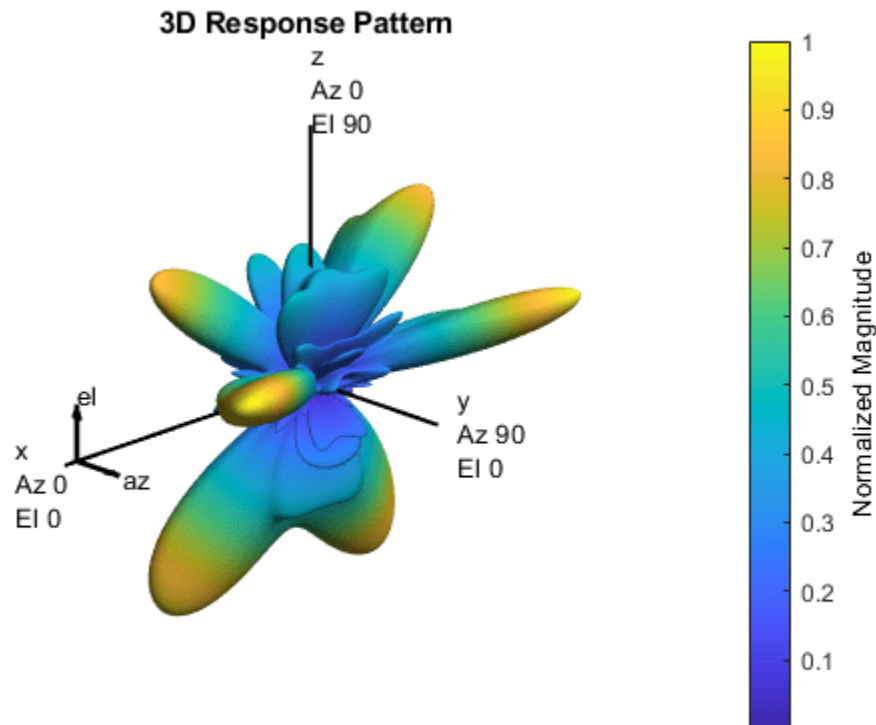 3D Response Pattern
z
Az 0
El 90
el
x
Az 0
El 0
az
y
Az 90
El 0
1
0.9
0.8
0.7
0.6
0.5
0.4
0.3
0.2
0.1
Normalized Magnitude